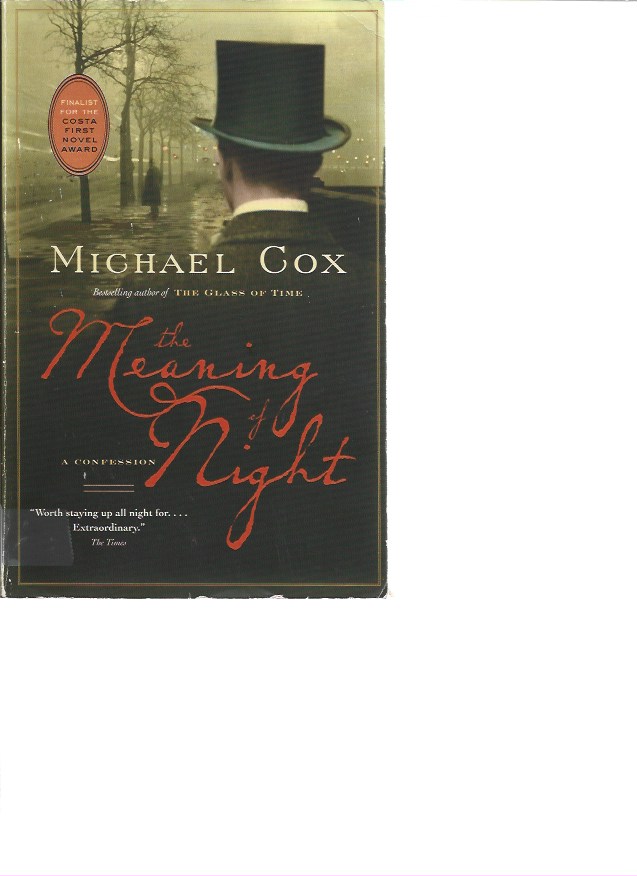 FINALIST
FOR THE
COSTA
FIRST
NOVEL
AWARD
MICHAEL COX
Bestselling author of THE GLASS OF TIME
the
Meaning
of
Night
A CONFESSION
“Worth staying up all night for. . . .
Extraordinary.”
The Times